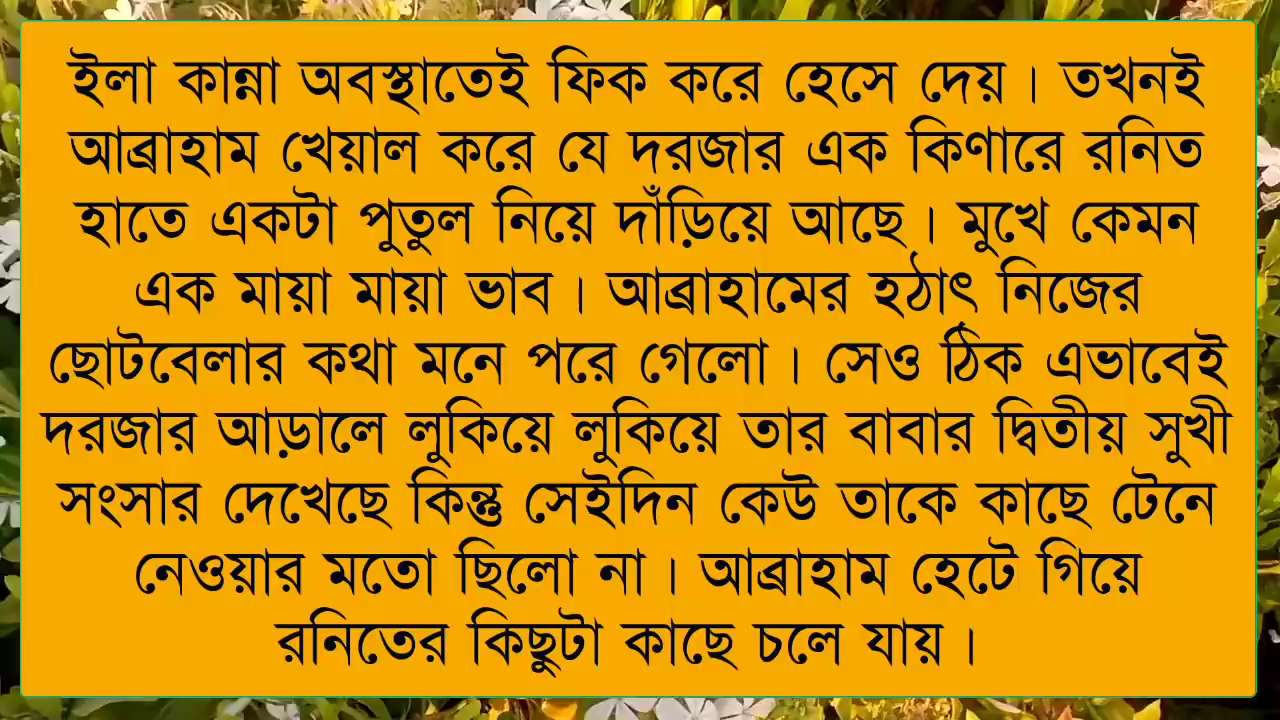 ইলা কান্না অবস্থাতেই ফিক করে হেসে দেয়। তখনই
আব্রাহাম খেয়াল করে যে দরজার এক কিণারে রনিত
হাতে একটা পুতুল নিয়ে দাঁড়িয়ে আছে। মুখে কেমন
এক মায়া মায়া ভাব। আব্রাহামের হঠাৎ নিজের
ছোটবেলার কথা মনে পরে গেলো। সেও ঠিক এভাবেই
দরজার আড়ালে লুকিয়ে লুকিয়ে তার বাবার দ্বিতীয় সুখী
সংসার দেখেছে কিন্তু সেইদিন কেউ তাকে কাছে টেনে
নেওয়ার মতো ছিলো না। আব্রাহাম হেটে গিয়ে
রনিতের কিছুটা কাছে চলে যায়।